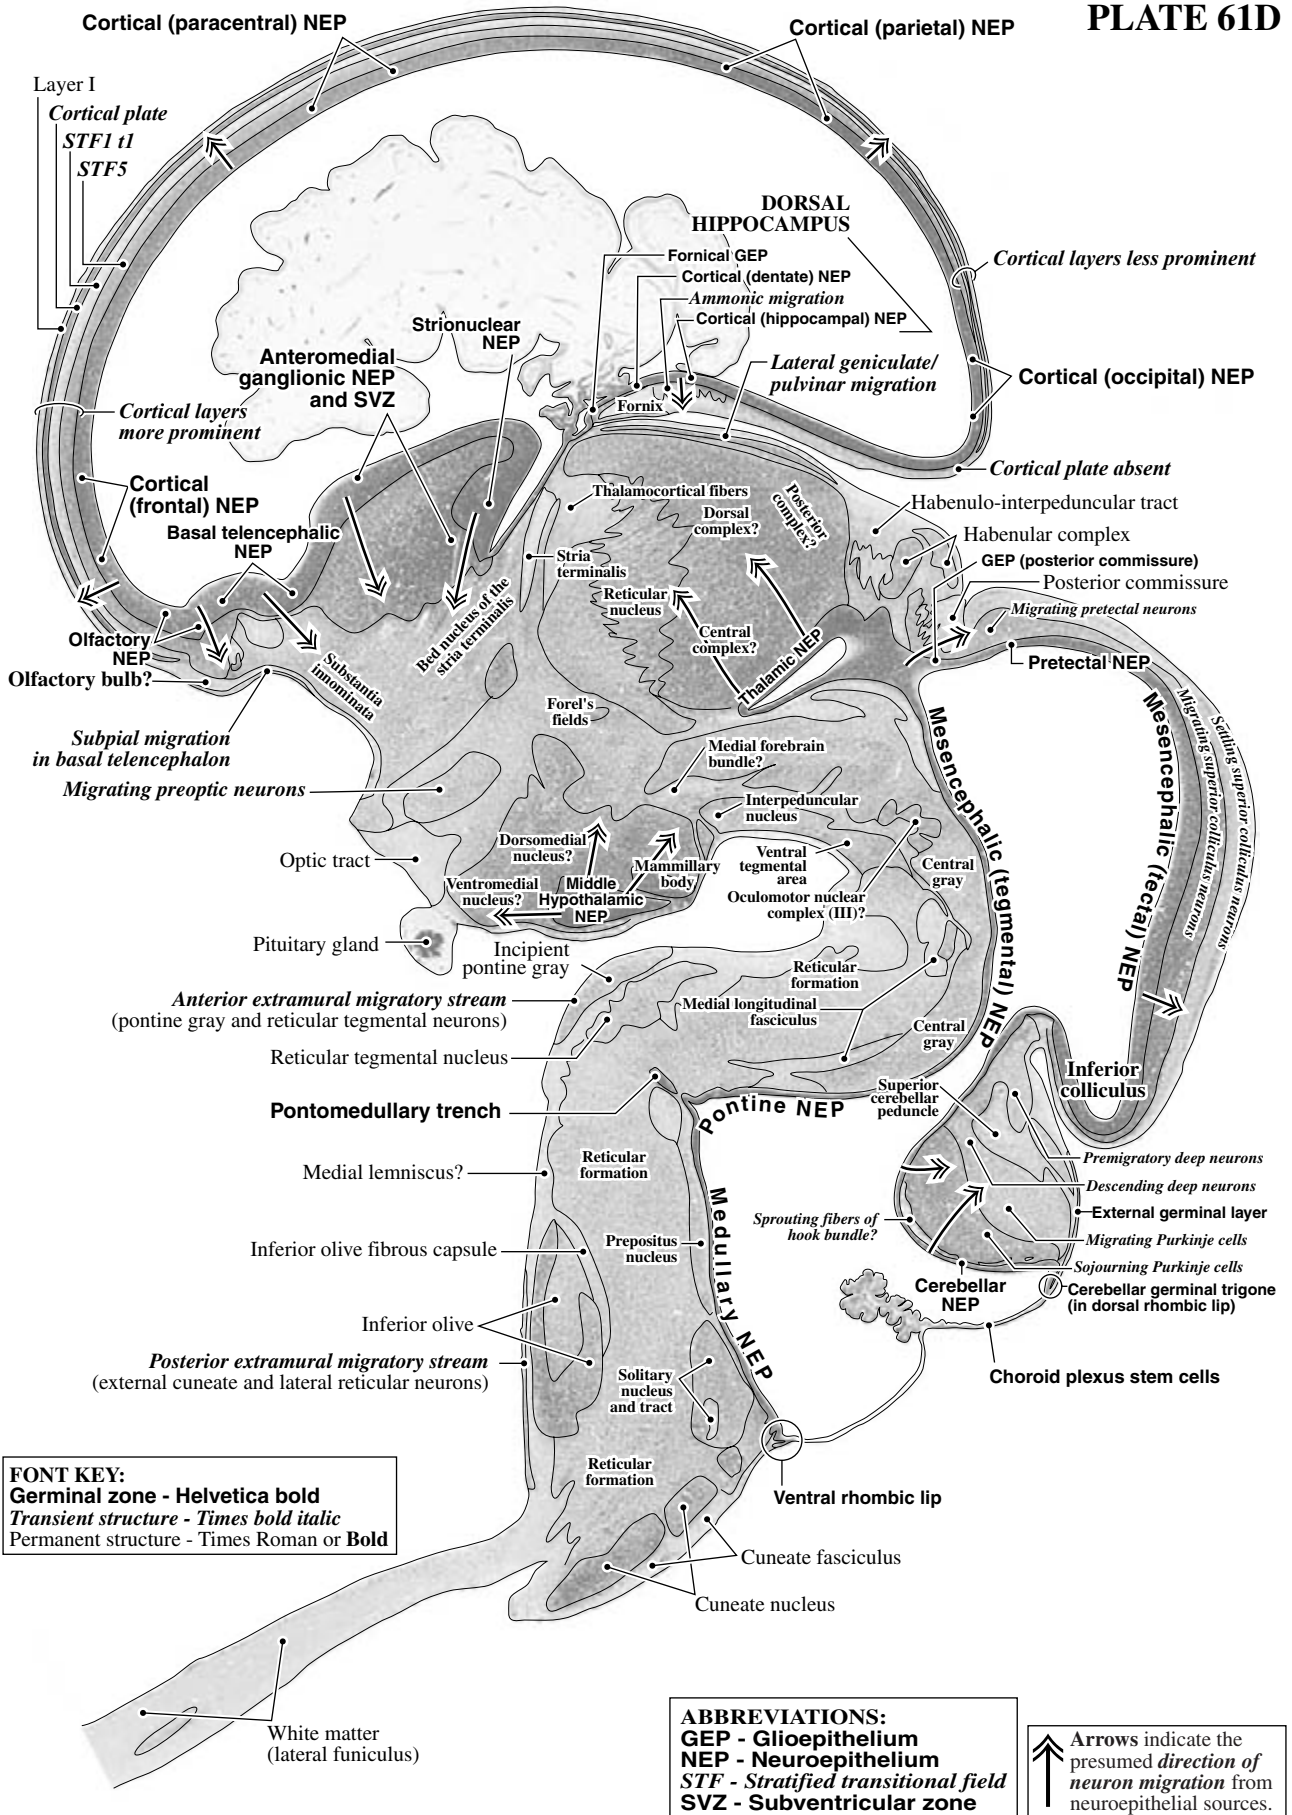 PLATE 61D
Cortical (paracentral) NEP
Cortical (parietal) NEP
Layer I
Cortical plate
STF1 t1
STF5
DORSAL
HIPPOCAMPUS
Fornical GEP
Cortical (dentate) NEP
Ammonic migration
Cortical (hippocampal) NEP
Cortical layers less prominent
Strionuclear
NEP
Anteromedial
ganglionic NEP
and SVZ
Lateral geniculate/
pulvinar migration
Cortical (occipital) NEP
Fornix
Cortical layers
more prominent
Cortical plate absent
Cortical
(frontal) NEP
Basal telencephalic
NEP
Thalamocortical fibers
Dorsal
complex?
Posterior
complex?
Habenulo-interpeduncular tract
Habenular complex
GEP (posterior commissure)
Posterior commissure
Migrating pretectal neurons
Stria
terminalis
Reticular
nucleus
Bed nucleus of the
stria terminalis
Central
complex?
Thalamic NEP
Pretectal NEP
Olfactory
NEP
Olfactory bulb?
Substantia
innominata
Subpial migration
in basal telencephalon
Forel's
fields
Mesencephalic (tegmental) NEP
Mesencephalic (tectal) NEP
Migrating superior colliculus neurons
Settling superior colliculus neurons
Medial forebrain
bundle?
Migrating preoptic neurons
Interpeduncular
nucleus
Dorsomedial
nucleus?
Ventral
tegmental
area
Central
gray
Optic tract
Mammillary
body
Ventromedial
nucleus?
Middle
Hypothalamic
NEP
Oculomotor nuclear
complex (III)?
Pituitary gland
Incipient
pontine gray
Reticular
formation
Anterior extramural migratory stream
(pontine gray and reticular tegmental neurons)
Medial longitudinal
fasciculus
Central
gray
Reticular tegmental nucleus
Inferior
colliculus
Superior
cerebellar
peduncle
Pontomedullary trench
Pontine NEP
Reticular
formation
Medial lemniscus?
Premigratory deep neurons
Descending deep neurons
External germinal layer
Medullary NEP
Sprouting fibers of
hook bundle?
Migrating Purkinje cells
Prepositus
nucleus
Inferior olive fibrous capsule
Sojourning Purkinje cells
Cerebellar
NEP
Cerebellar germinal trigone
(in dorsal rhombic lip)
Inferior olive
Posterior extramural migratory stream
(external cuneate and lateral reticular neurons)
Solitary
nucleus
and tract
Choroid plexus stem cells
Reticular
formation
Ventral rhombic lip
FONT KEY:
Germinal zone - Helvetica bold
Transient structure - Times bold italic
Permanent structure - Times Roman or Bold
Cuneate fasciculus
Cuneate nucleus
White matter
(lateral funiculus)
ABBREVIATIONS:
GEP - Glioepithelium
NEP - Neuroepithelium
STF - Stratified transitional field
SVZ - Subventricular zone
Arrows indicate the
presumed direction of
neuron migration from
neuroepithelial sources.